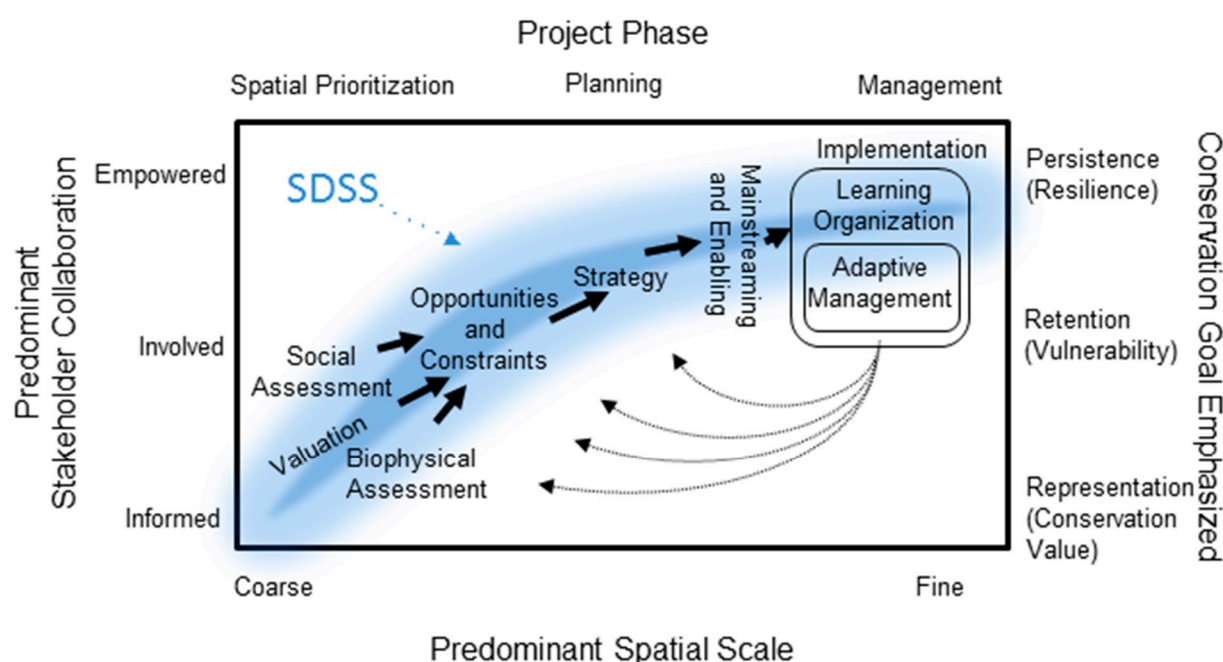 Project Phase
Spatial Prioritization
Planning
Management
Predominant
Stakeholder Collaboration
Empowered
Involved
Informed
SDSS
Social
Assessment
Valuation
Biophysical
Assessment
Opportunities
and
Constraints
Strategy
Mainstreaming
and Enabling
Implementation
Learning
Organization
Adaptive
Management
Persistence
(Resilience)
Retention
(Vulnerability)
Representation
(Conservation
Value)
Conservation Goal Emphasized
Coarse
Fine
Predominant Spatial Scale